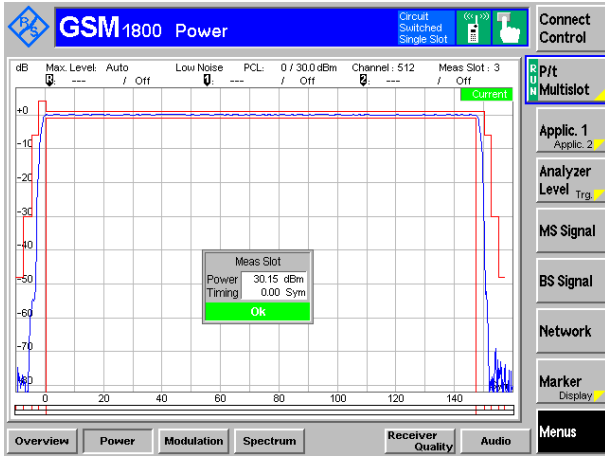 R S
GSM 1800 Power
Circuit
Switched
Single Slot
Connect
Control
dB Max. Level: Auto Low Noise PCL: 0 / 30.0 dBm Channel : 512 Meas Slot : 3
--- / Off --- / Off --- / Off
Current
RUN
P/t
Multislot
Applic. 1
Applic. 2
Analyzer
Level Trg.
MS Signal
BS Signal
Network
Marker
Display
Menus
+0
-10
-20
-30
-40
-50
-60
-70
-80
Meas Slot
Power 30.15 dBm
Timing 0.00 Sym
Ok
0 20 40 60 80 100 120 140
Overview Power Modulation Spectrum Receiver Quality Audio